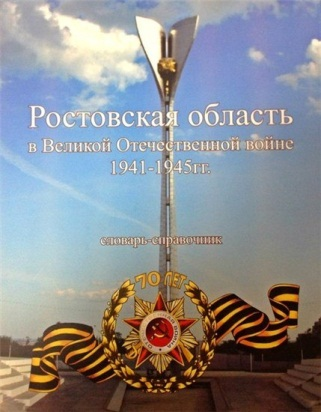 Ростовская область
в Великой Отечественной войне
1941-1945гг.
словарь-справочник
70 ЛЕТ